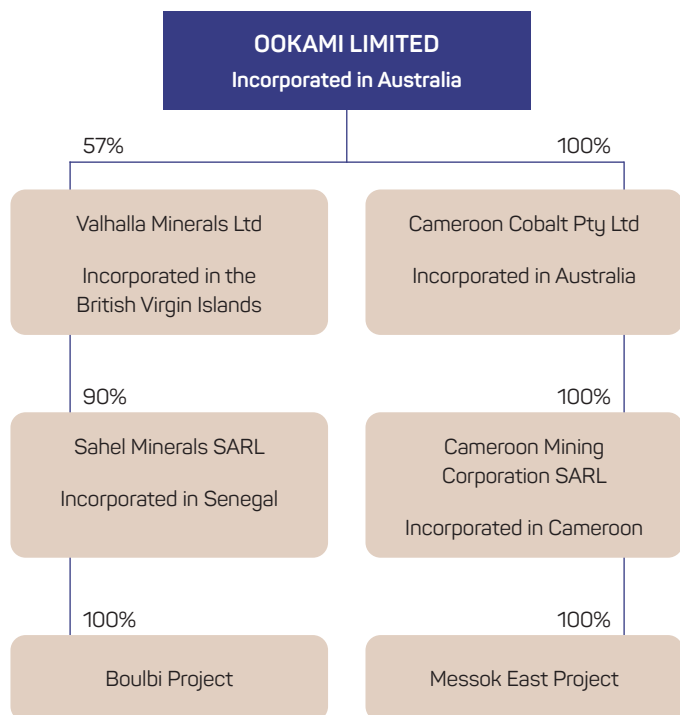 OOKAMI LIMITED
Incorporated in Australia
57%
100%
Valhalla Minerals Ltd
Incorporated in the
British Virgin Islands
Cameroon Cobalt Pty Ltd
Incorporated in Australia
90%
100%
Sahel Minerals SARL
Incorporated in Senegal
Cameroon Mining
Corporation SARL
Incorporated in Cameroon
100%
100%
Boulbi Project
Messok East Project